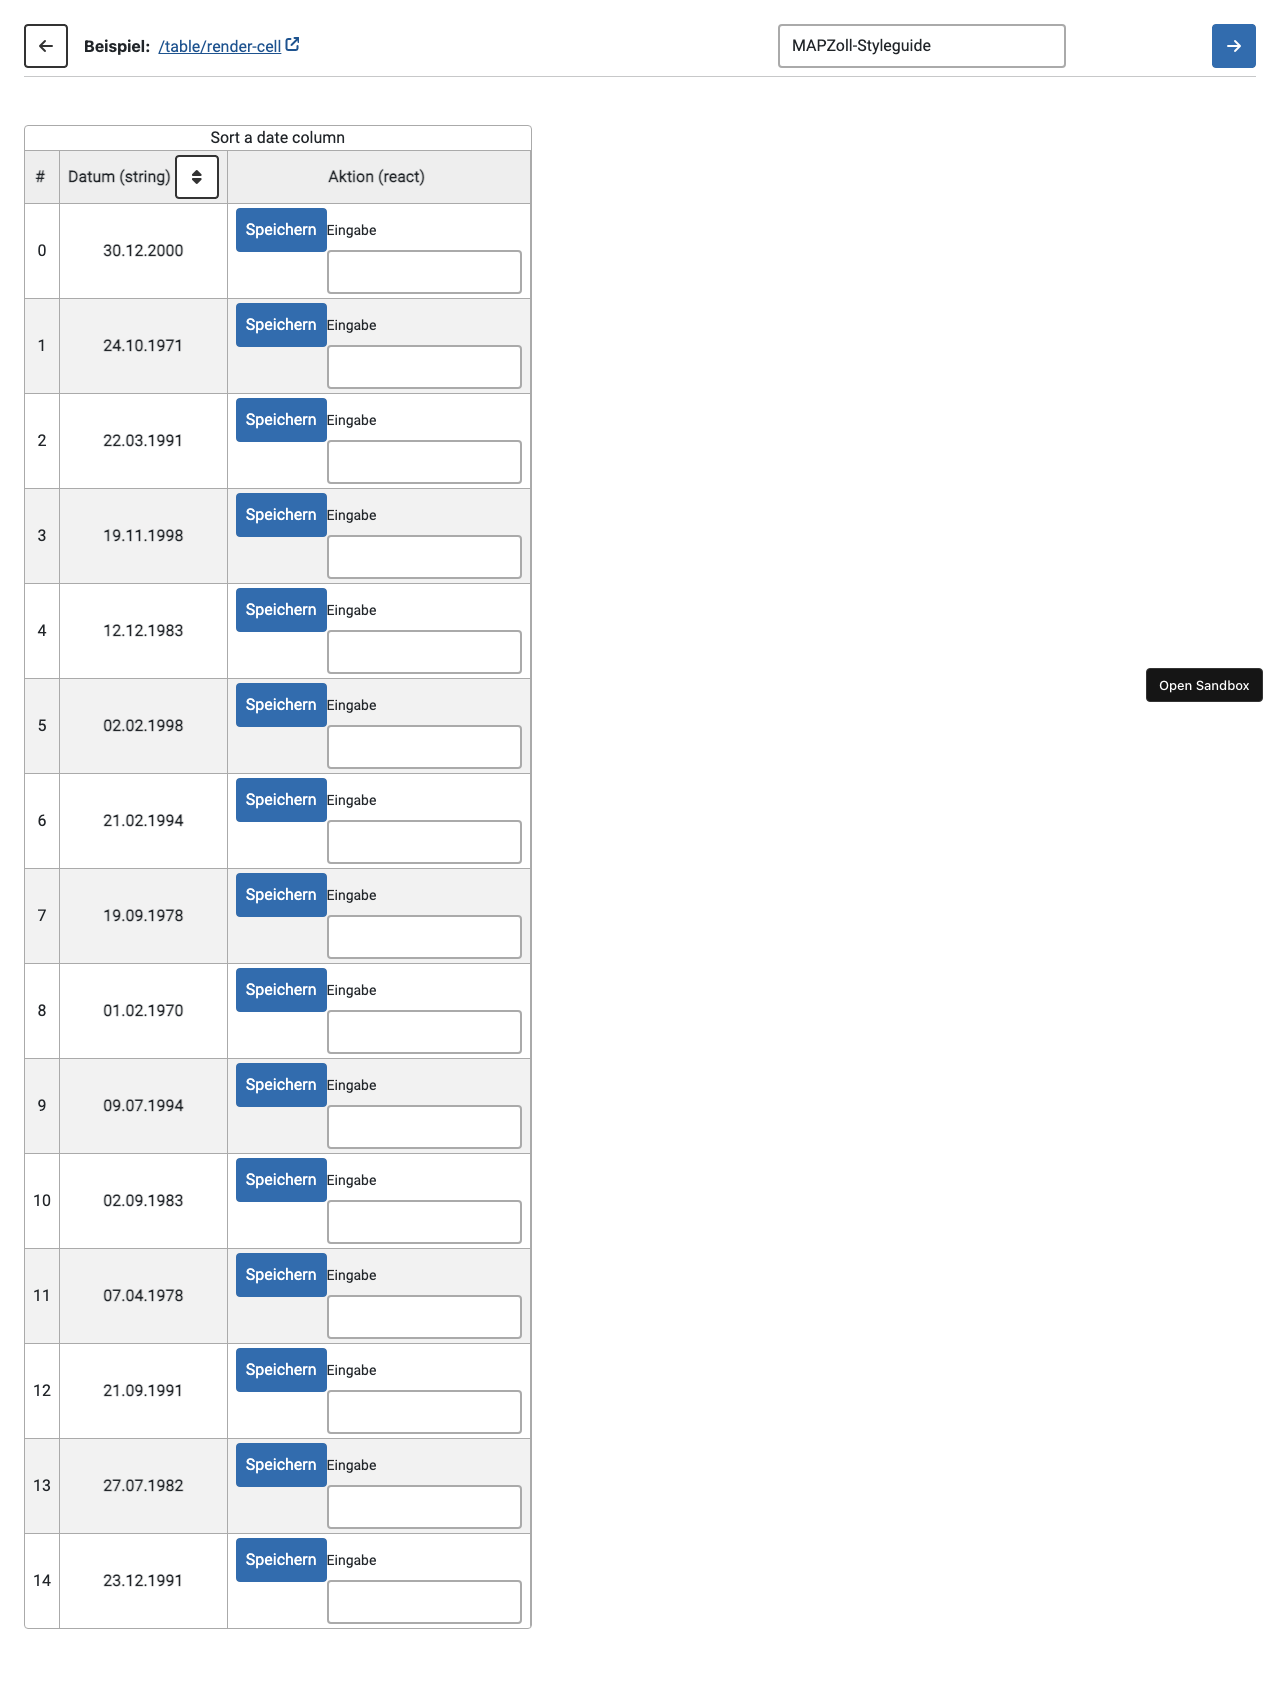 Beispiel: /table/render-cell
MAPZoll-Styleguide
Sort a date column
# Datum (string) Aktion (react)
0 30.12.2000 Speichern Eingabe
1 24.10.1971 Speichern Eingabe
2 22.03.1991 Speichern Eingabe
3 19.11.1998 Speichern Eingabe
4 12.12.1983 Speichern Eingabe
Open Sandbox
5 02.02.1998 Speichern Eingabe
6 21.02.1994 Speichern Eingabe
7 19.09.1978 Speichern Eingabe
8 01.02.1970 Speichern Eingabe
9 09.07.1994 Speichern Eingabe
10 02.09.1983 Speichern Eingabe
11 07.04.1978 Speichern Eingabe
12 21.09.1991 Speichern Eingabe
13 27.07.1982 Speichern Eingabe
14 23.12.1991 Speichern Eingabe